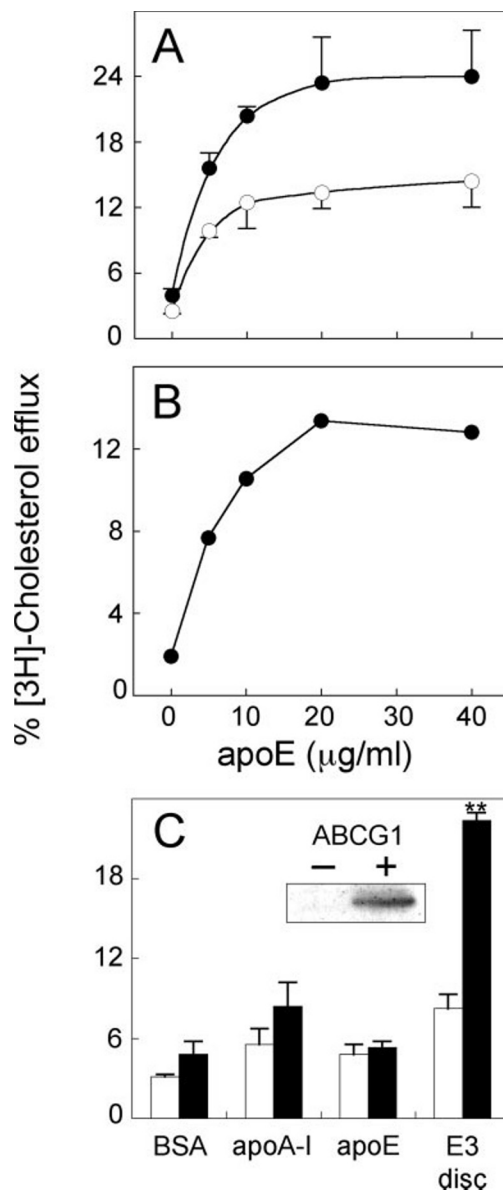 A
24
18
12
6
0
% [3H]-Cholesterol efflux
B
12
8
4
0
0 10 20 30 40
apoE (μg/ml)
C
ABCG1
– +
**
18
12
6
0
BSA apoA-I apoE E3
disc